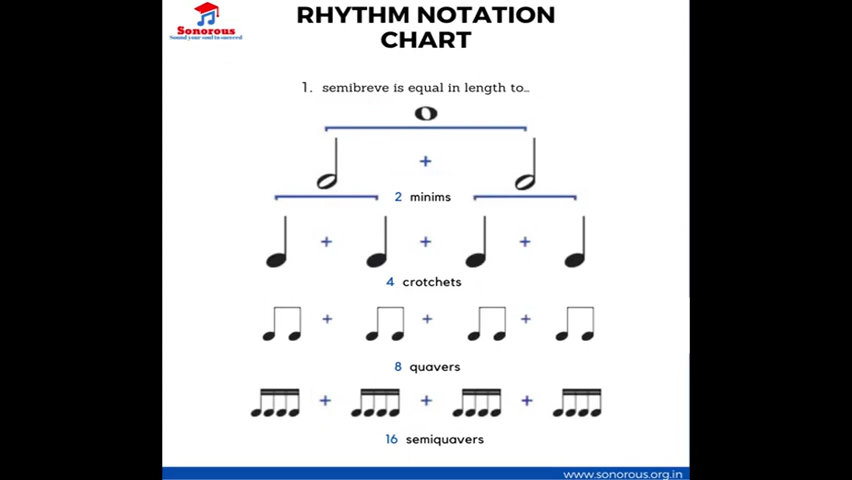 Sonorous
Sound your soul to succeed
RHYTHM NOTATION
CHART
1. semibreve is equal in length to...
+
2 minims
+ + +
4 crotchets
+ + +
8 quavers
+ + +
16 semiquavers
www.sonorous.org.in